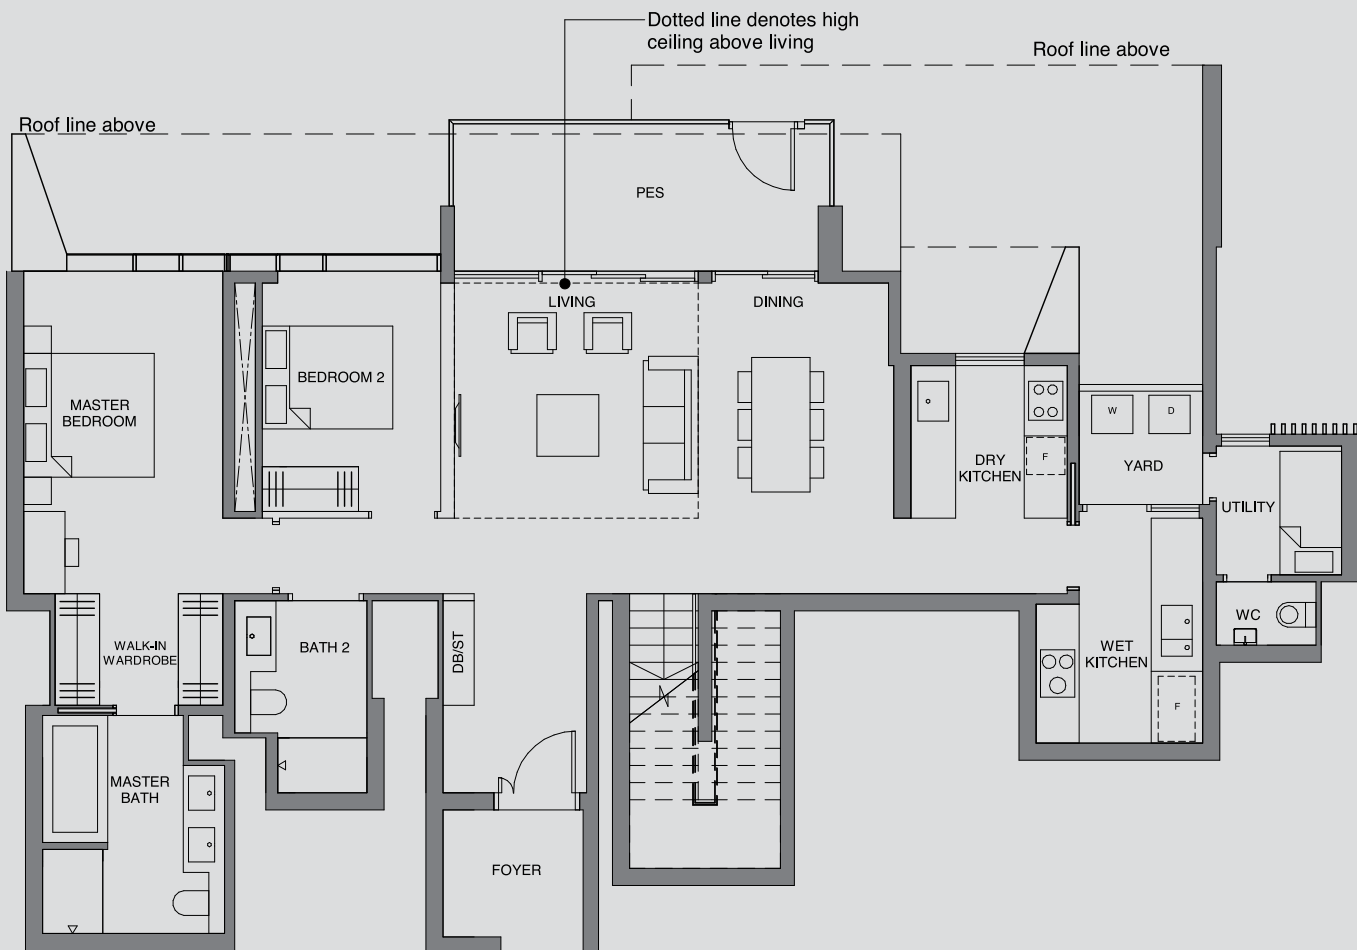 Dotted line denotes high
ceiling above living
Roof line above
Roof line above
PES
LIVING
DINING
BEDROOM 2
MASTER
BEDROOM
W
D
DRY
KITCHEN
F
YARD
UTILITY
WC
WALK-IN
WARDROBE
BATH 2
DB/ST
WET
KITCHEN
F
MASTER
BATH
FOYER